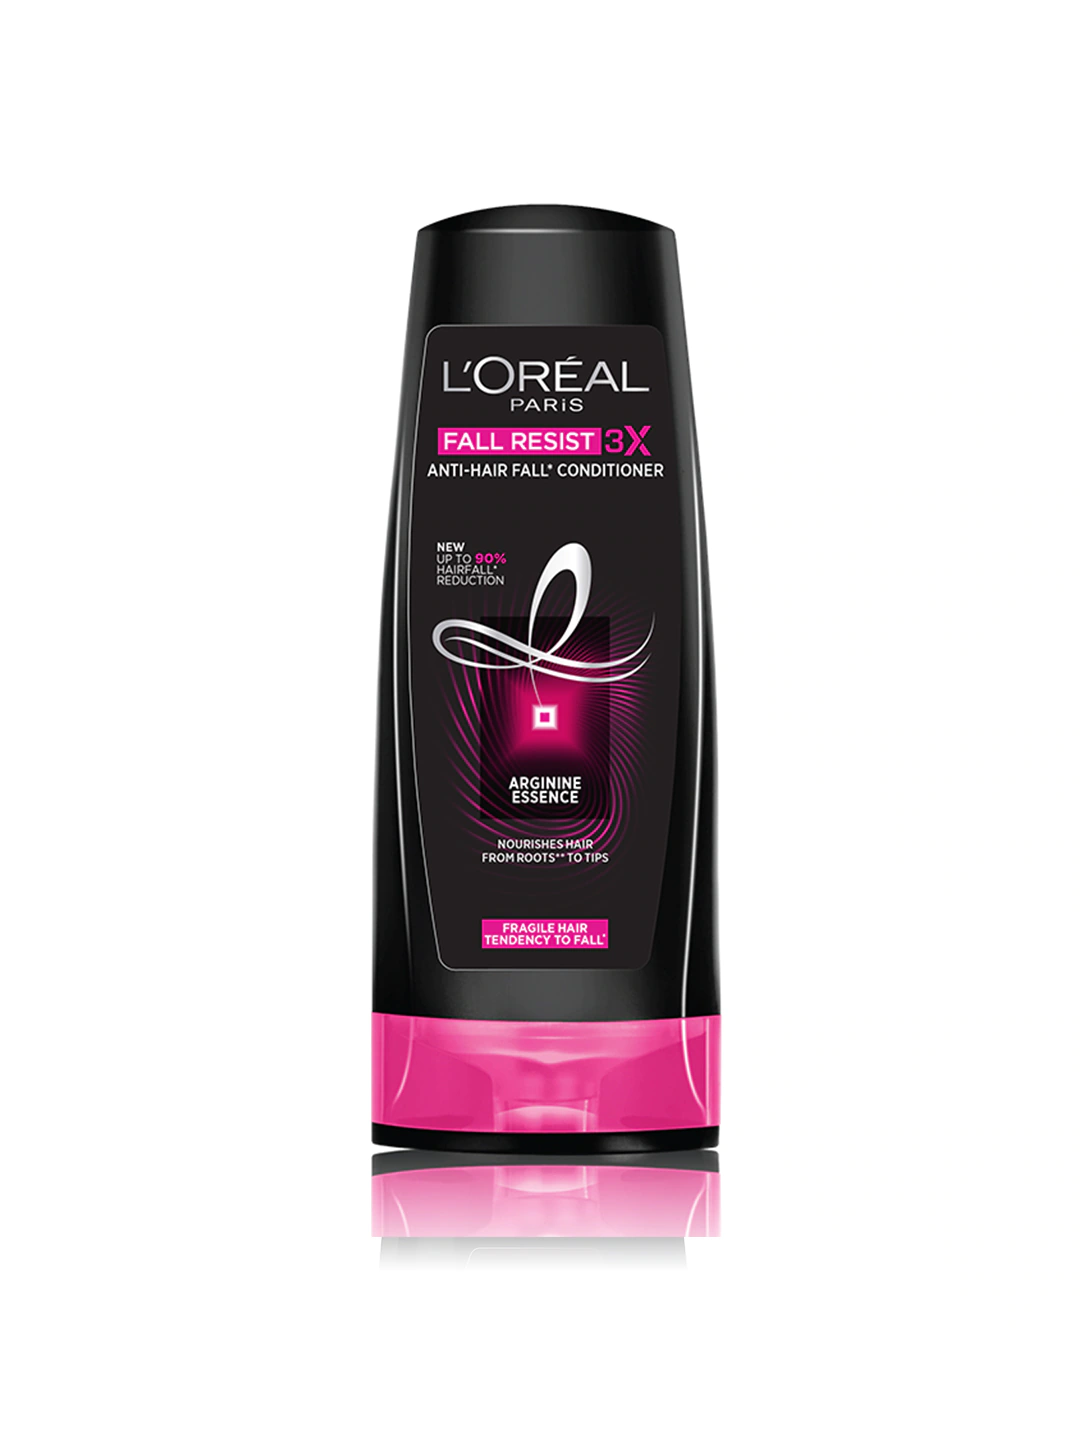 L'ORÉAL
PARiS
FALL RESIST 3X
ANTI-HAIR FALL* CONDITIONER
NEW
UP TO 90%
HAIRFALL*
REDUCTION
ARGININE
ESSENCE
NOURISHES HAIR
FROM ROOTS** TO TIPS
FRAGILE HAIR
TENDENCY TO FALL*